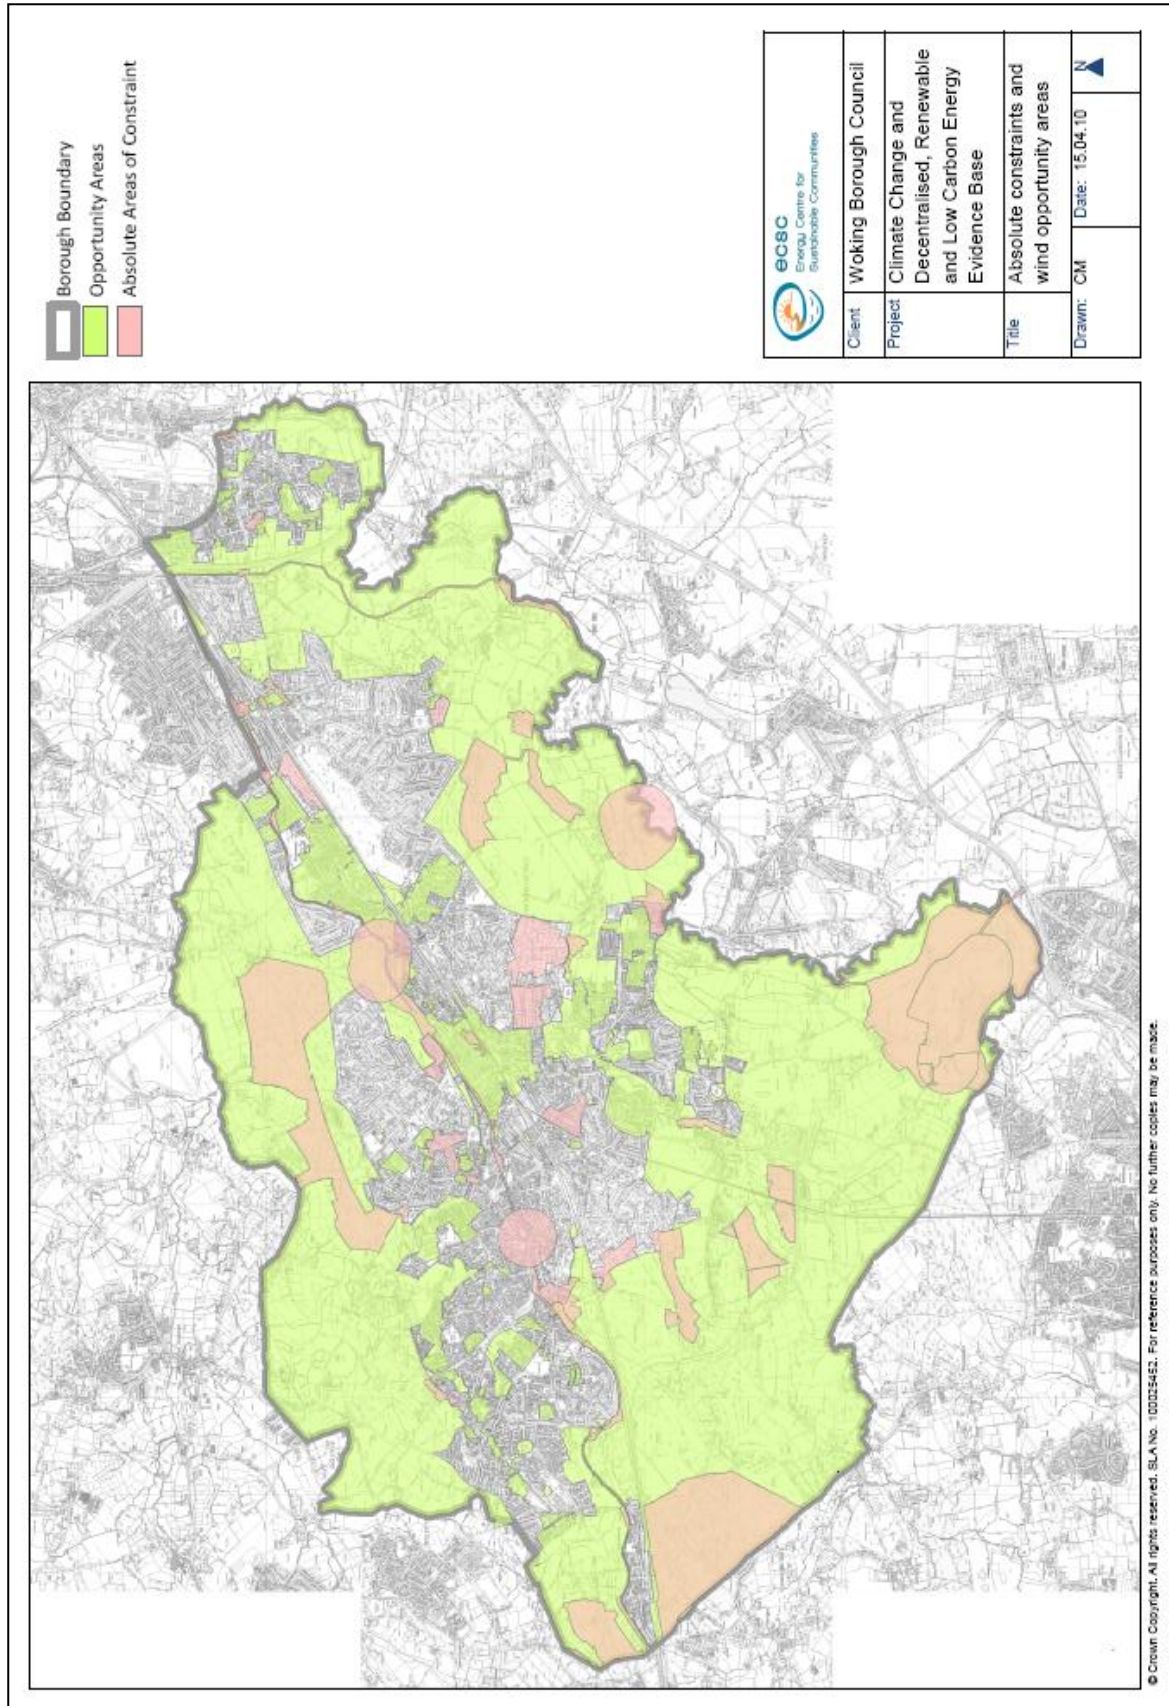 Borough Boundary
Opportunity Areas
Absolute Areas of Constraint
ecsc
Energy Centre for
Sustainable Communities
Client Woking Borough Council
Project Climate Change and
Decentralised, Renewable
and Low Carbon Energy
Evidence Base
Title Absolute constraints and
wind opportunity areas
Drawn: CM Date: 15.04.10 N
© Crown Copyright. All rights reserved. SLA No. 100025452. For reference purposes only. No further copies may be made.